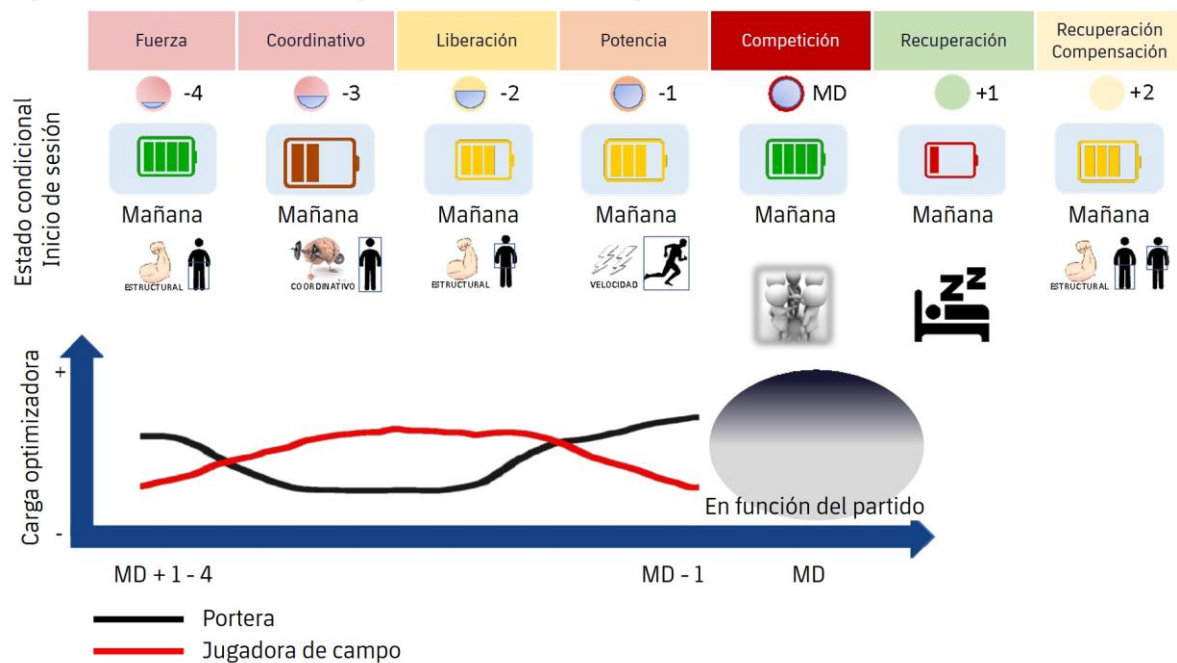 Fuerza
Coordinativo
Liberación
Potencia
Competición
Recuperación
Recuperación
Compensación
-4
-3
-2
-1
MD
+1
+2
Estado condicional
Inicio de sesión
Mañana
Mañana
Mañana
Mañana
Mañana
Mañana
Mañana
ESTRUCTURAL
COORDINATIVO
ESTRUCTURAL
VELOCIDAD
ZZ
ESTRUCTURAL
Carga optimizadora
+
-
En función del partido
MD + 1 - 4
MD - 1
MD
Portera
Jugadora de campo